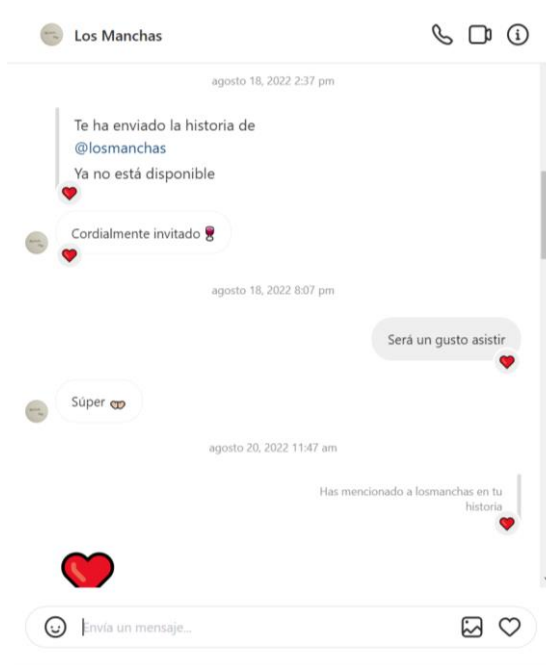 Los Manchas
agosto 18, 2022 2:37 pm
Te ha enviado la historia de
@losmanchas
Ya no está disponible
Cordialmente invitado 🍷
agosto 18, 2022 8:07 pm
Será un gusto asistir
Súper
agosto 20, 2022 11:47 am
Has mencionado a losmanchas en tu
historia
Envía un mensaje...